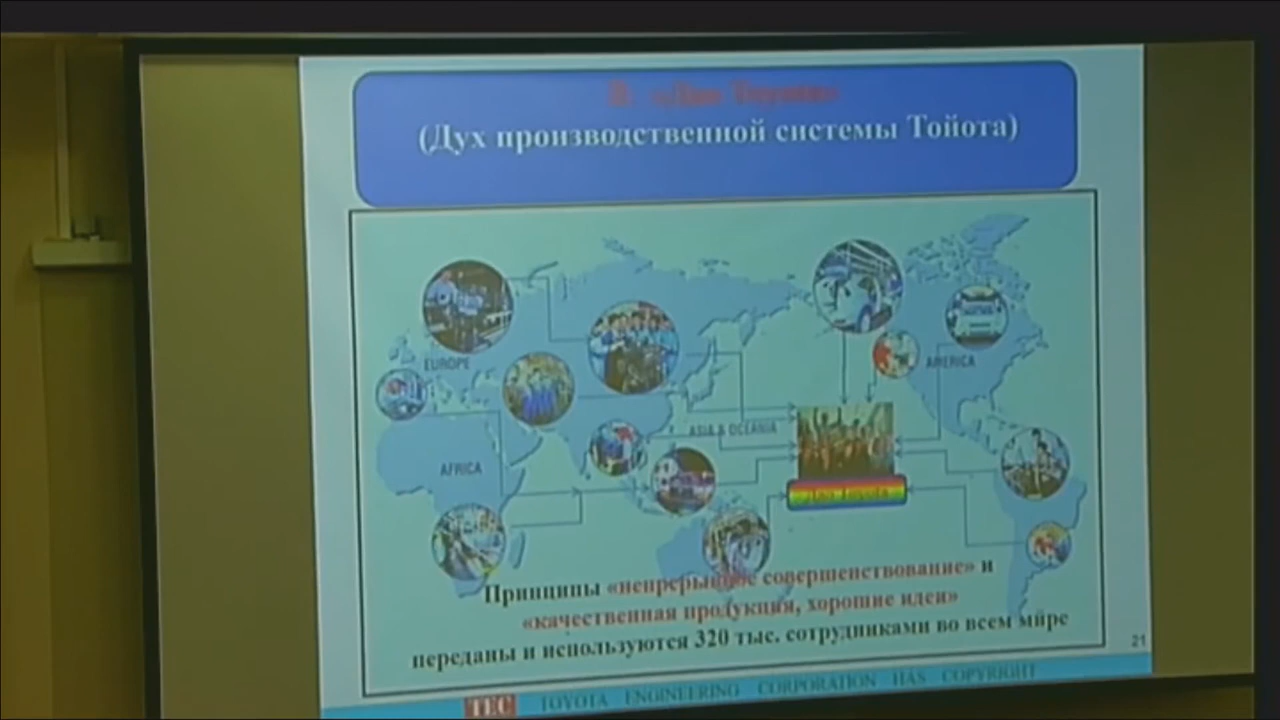 (Дух производственной системы Тойота)
EUROPE
AMERICA
ASIA & OCEANIA
AFRICA
Принципы «непрерывное совершенствование» и
«качественная продукция, хорошие идеи»
переданы и используются 320 тыс. сотрудниками во всем мире
21
TEC TOYOTA ENGINEERING CORPORATION HAS COPYRIGHT